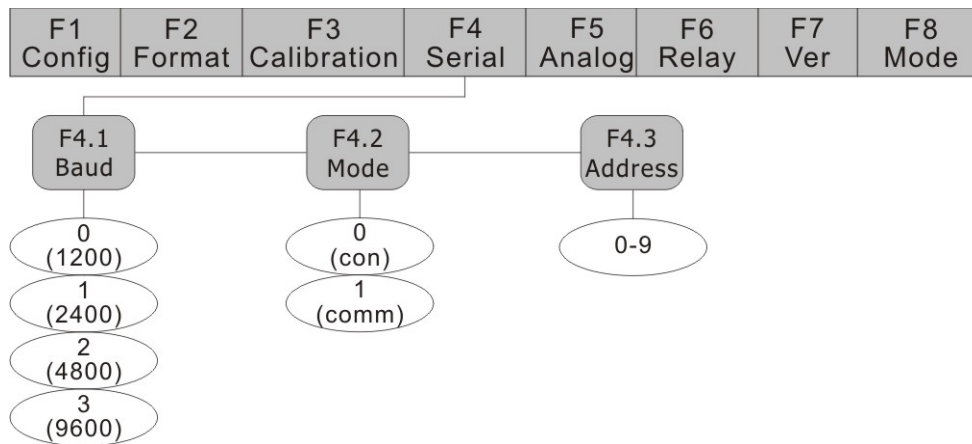 F1 F2 F3 F4 F5 F6 F7 F8
Config Format Calibration Serial Analog Relay Ver Mode
F4.1 F4.2 F4.3
Baud Mode Address
0 0 0-9
(1200) (con)
1 1
(2400) (comm)
2
(4800)
3
(9600)